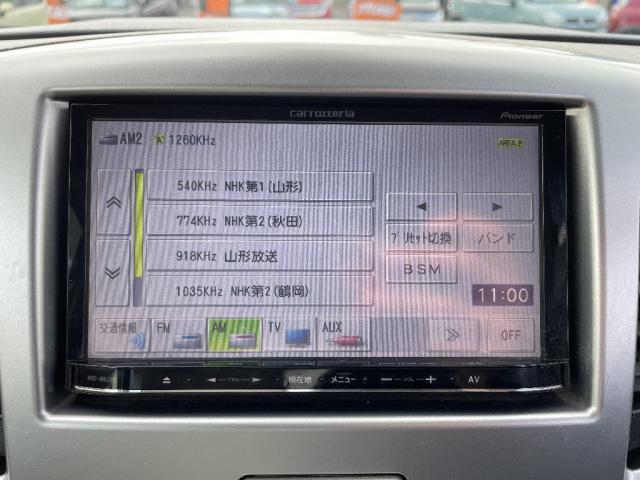 carrozzeria
Pioneer
AM2 1260KHz
AREA.P
540KHz NHK第1(山形)
774KHz NHK第2(秋田)
918KHz 山形放送
1035KHz NHK第2(鶴岡)
プリセット切換 バンド
BSM
11:00
交通情報 FM AM TV AUX OFF
TRK 現在地 メニュー VOL AV